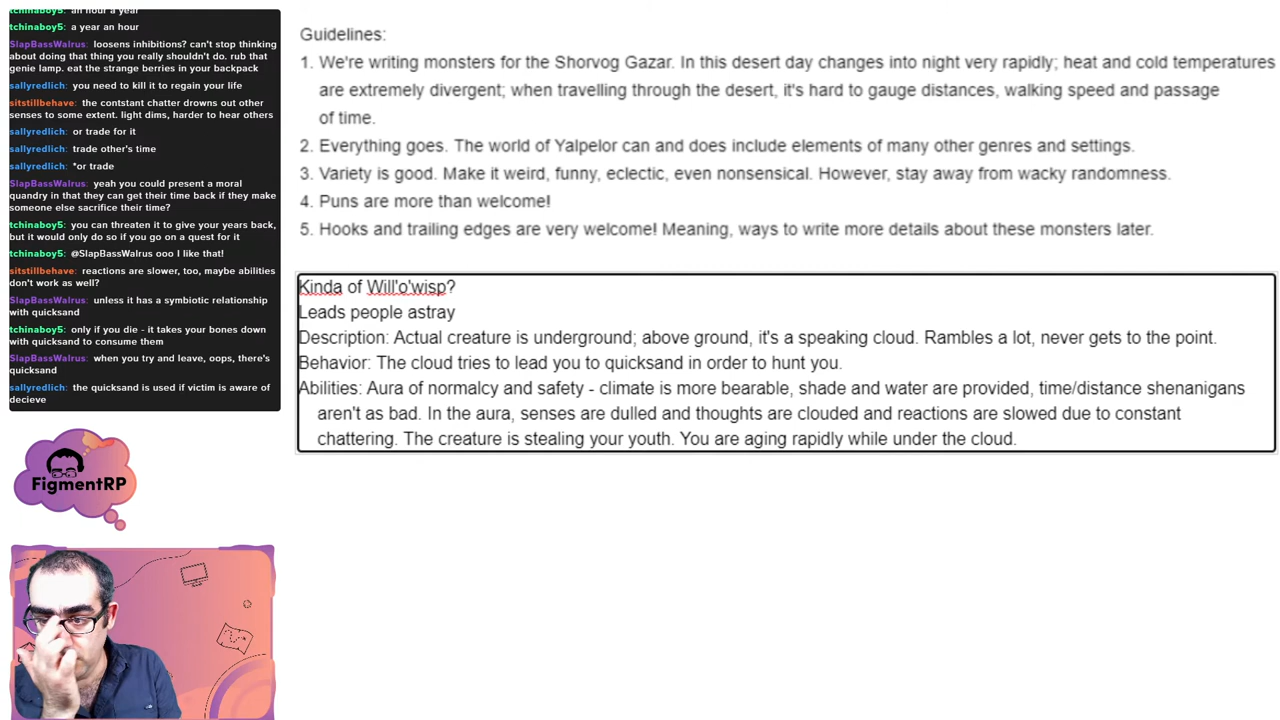 tchinaboy5: an hour a year
tchinaboy5: a year an hour
SlapBassWalrus: loosens inhibitions? can't stop thinking
about doing that thing you really shouldn't do. rub that
genie lamp. eat the strange berries in your backpack
sallyredlich: you need to kill it to regain your life
sitstillbehave: the contstant chatter drowns out other
senses to some extent. light dims, harder to hear others
sallyredlich: or trade for it
sallyredlich: trade other's time
sallyredlich: *or trade
SlapBassWalrus: yeah you could present a moral
quandry in that they can get their time back if they make
someone else sacrifice their time?
tchinaboy5: you can threaten it to give your years back,
but it would only do so if you go on a quest for it
tchinaboy5: @SlapBassWalrus ooo I like that!
sitstillbehave: reactions are slower, too, maybe abilities
don't work as well?
SlapBassWalrus: unless it has a symbiotic relationship
with quicksand
tchinaboy5: only if you die - it takes your bones down
with quicksand to consume them
SlapBassWalrus: when you try and leave, oops, there's
quicksand
sallyredlich: the quicksand is used if victim is aware of
decieve
FigmentRP
Guidelines:
1. We're writing monsters for the Shorvog Gazar. In this desert day changes into night very rapidly; heat and cold temperatures
are extremely divergent; when travelling through the desert, it's hard to gauge distances, walking speed and passage
of time.
2. Everything goes. The world of Yalpelor can and does include elements of many other genres and settings.
3. Variety is good. Make it weird, funny, eclectic, even nonsensical. However, stay away from wacky randomness.
4. Puns are more than welcome!
5. Hooks and trailing edges are very welcome! Meaning, ways to write more details about these monsters later.
Kinda of Will'o'wisp?
Leads people astray
Description: Actual creature is underground; above ground, it's a speaking cloud. Rambles a lot, never gets to the point.
Behavior: The cloud tries to lead you to quicksand in order to hunt you.
Abilities: Aura of normalcy and safety - climate is more bearable, shade and water are provided, time/distance shenanigans
aren't as bad. In the aura, senses are dulled and thoughts are clouded and reactions are slowed due to constant
chattering. The creature is stealing your youth. You are aging rapidly while under the cloud.